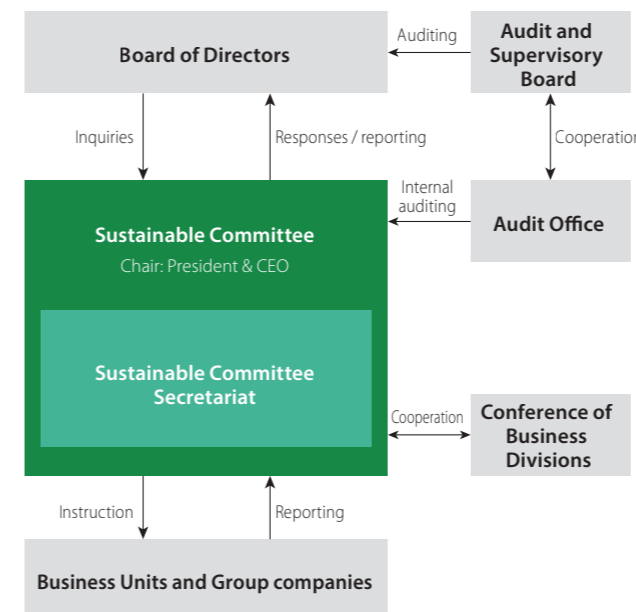 Board of Directors
Auditing
Audit and
Supervisory
Board
Inquiries
Responses / reporting
Cooperation
Sustainable Committee
Chair: President & CEO
Internal
auditing
Audit Office
Sustainable Committee
Secretariat
Cooperation
Conference of
Business
Divisions
Instruction
Reporting
Business Units and Group companies